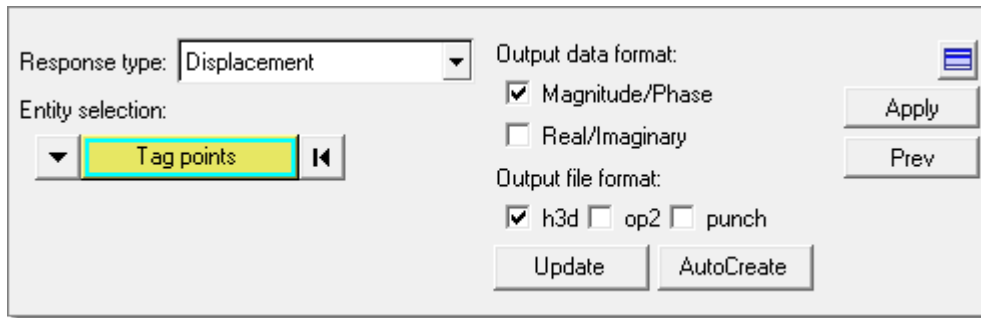 Response type: Displacement
Entity selection:
Tag points
Output data format:
Magnitude/Phase
Real/Imaginary
Output file format:
h3d op2 punch
Update AutoCreate
Apply
Prev